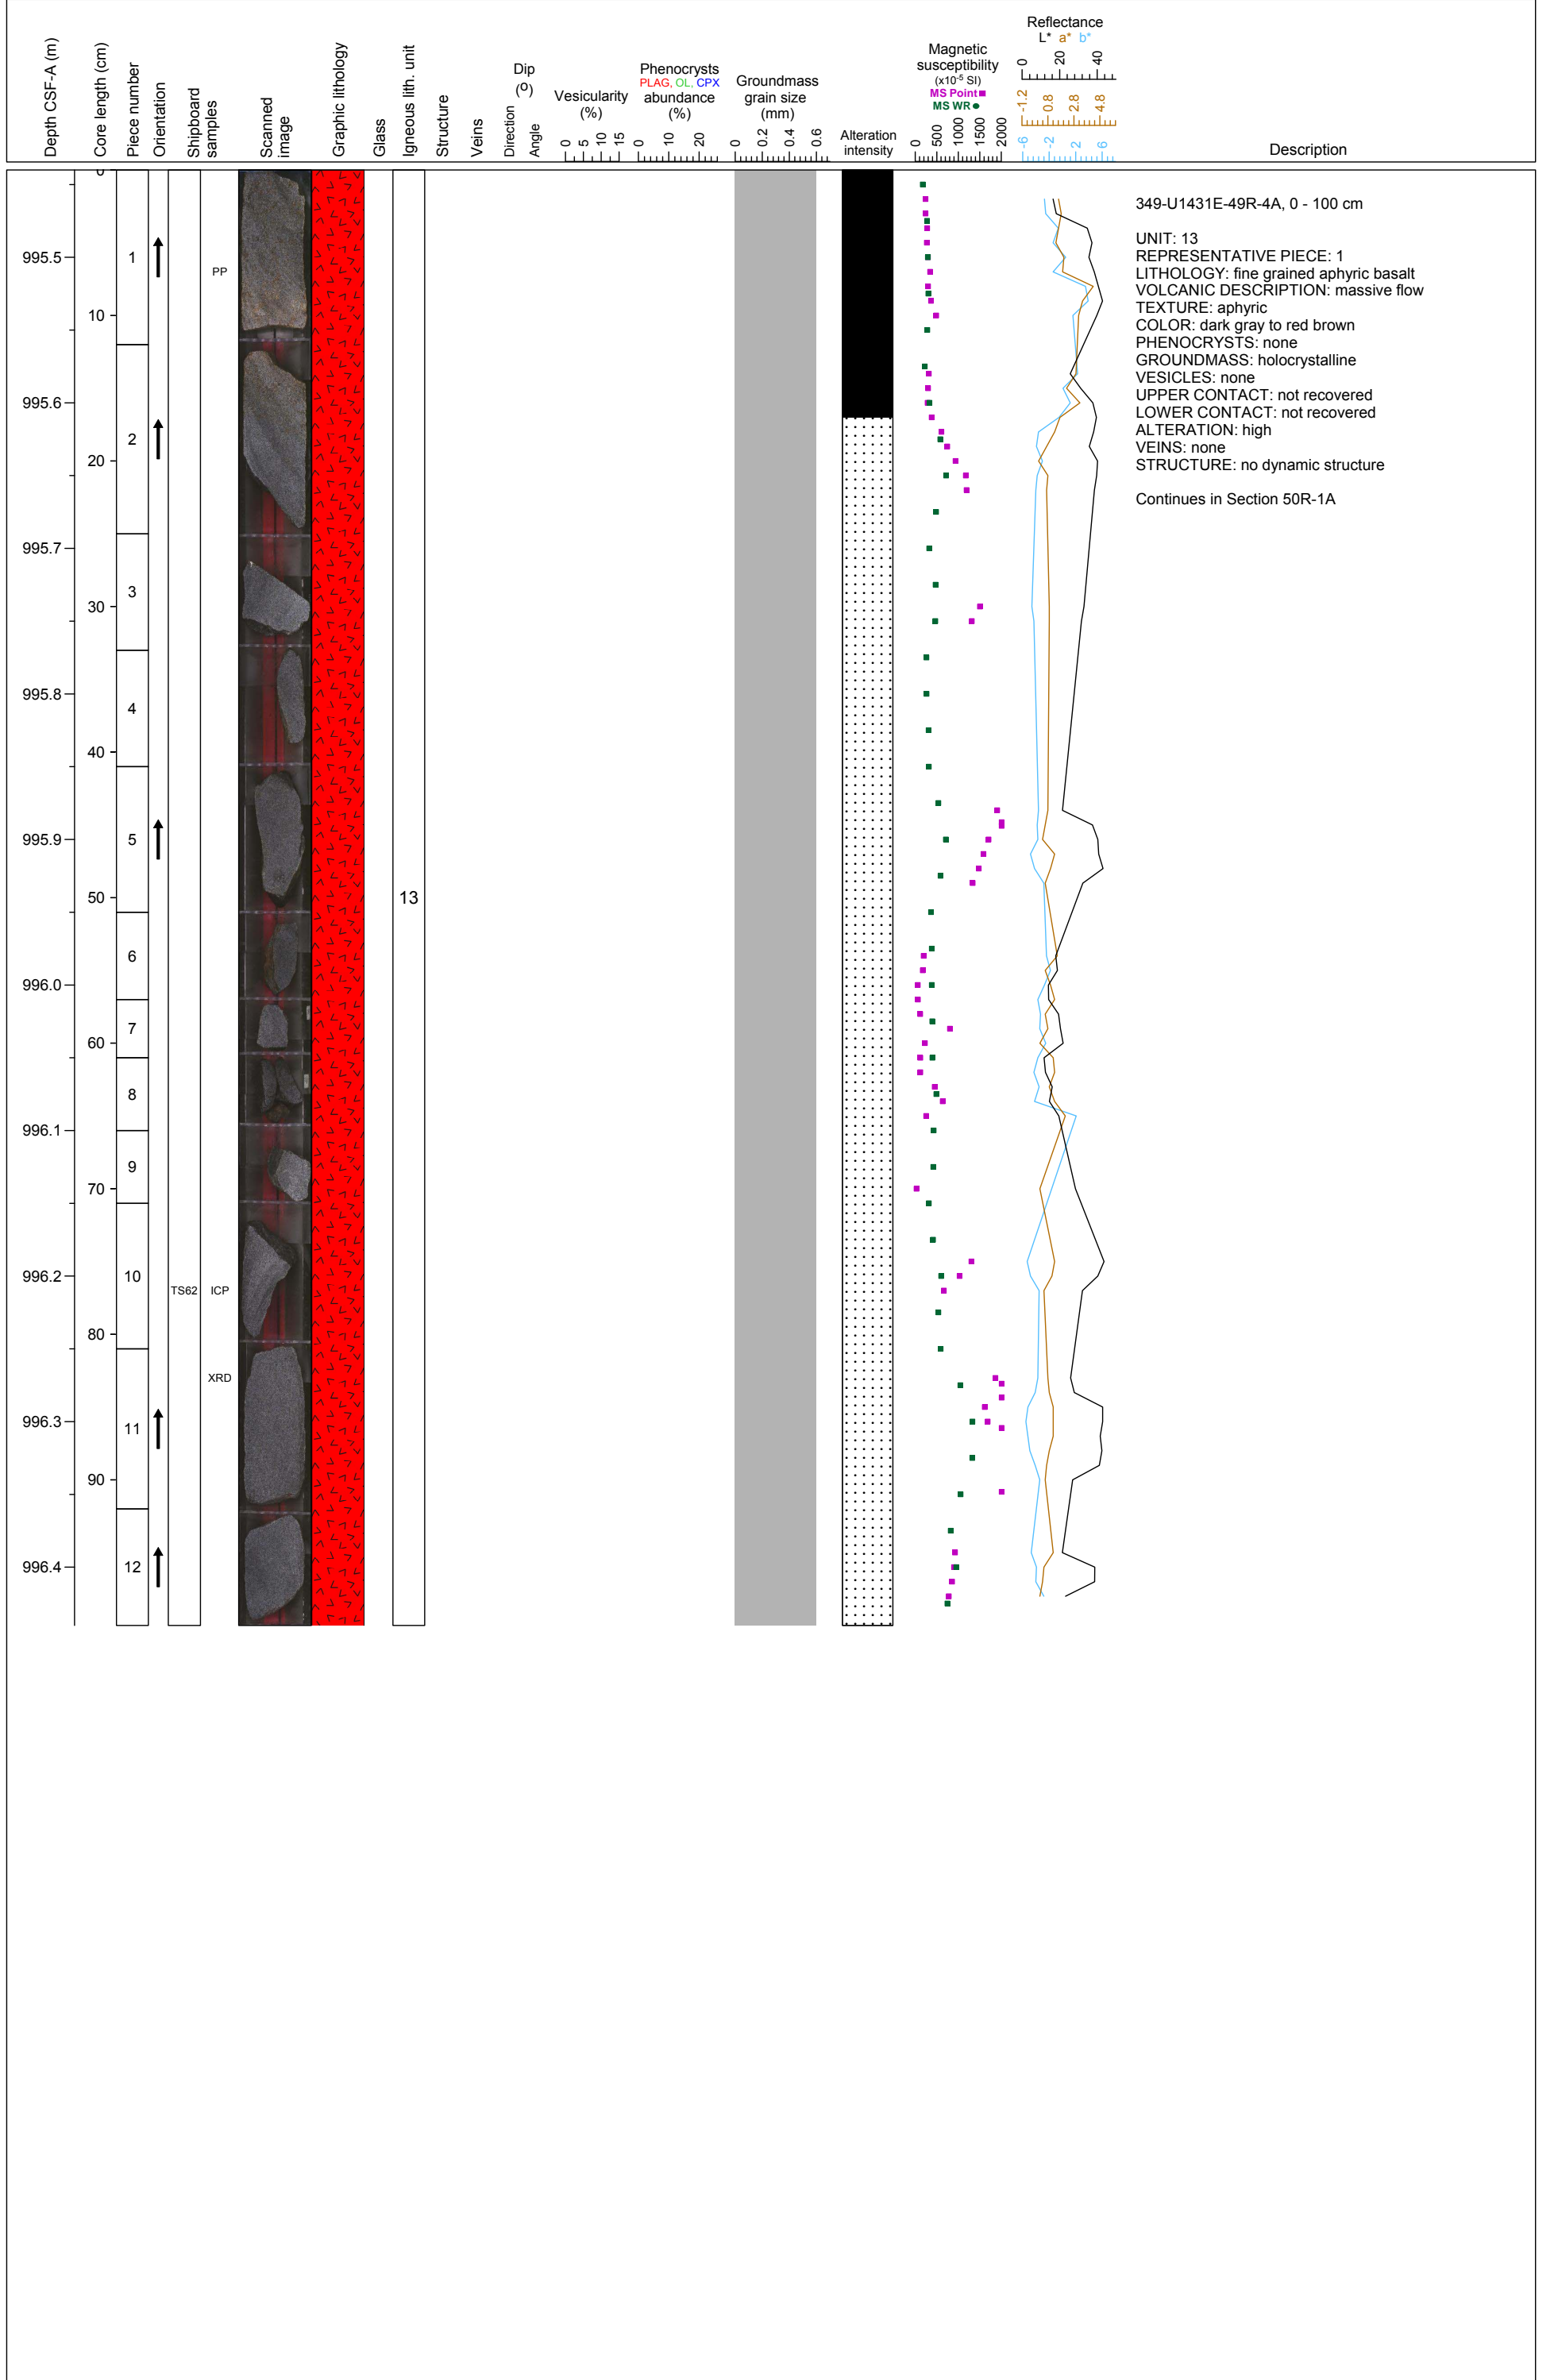 Depth CSF-A (m)
Core length (cm)
Piece number
Orientation
Shipboard
samples
Scanned
image
Graphic lithology
Glass
Igneous lith. unit
Structure
Veins
Dip
(o)
Direction
Angle
Vesicularity
(%)
0 5 10 15
Phenocrysts
PLAG, OL, CPX
abundance
(%)
0 10 20
Groundmass
grain size
(mm)
0 0.2 0.4 0.6
Alteration
intensity
Magnetic
susceptibility
(x10-5 SI)
MS Point
MS WR
0 500 1000 1500 2000
Reflectance
L* a* b*
0 20 40
-1.2 0.8 2.8 4.8
-6 -2 2 6
Description
995.5
995.6
995.7
995.8
995.9
996.0
996.1
996.2
996.3
996.4
0
10
20
30
40
50
60
70
80
90
1
2
3
4
5
6
7
8
9
10
11
12
TS62
PP
ICP
XRD
13
349-U1431E-49R-4A, 0 - 100 cm
UNIT: 13
REPRESENTATIVE PIECE: 1
LITHOLOGY: fine grained aphyric basalt
VOLCANIC DESCRIPTION: massive flow
TEXTURE: aphyric
COLOR: dark gray to red brown
PHENOCRYSTS: none
GROUNDMASS: holocrystalline
VESICLES: none
UPPER CONTACT: not recovered
LOWER CONTACT: not recovered
ALTERATION: high
VEINS: none
STRUCTURE: no dynamic structure
Continues in Section 50R-1A